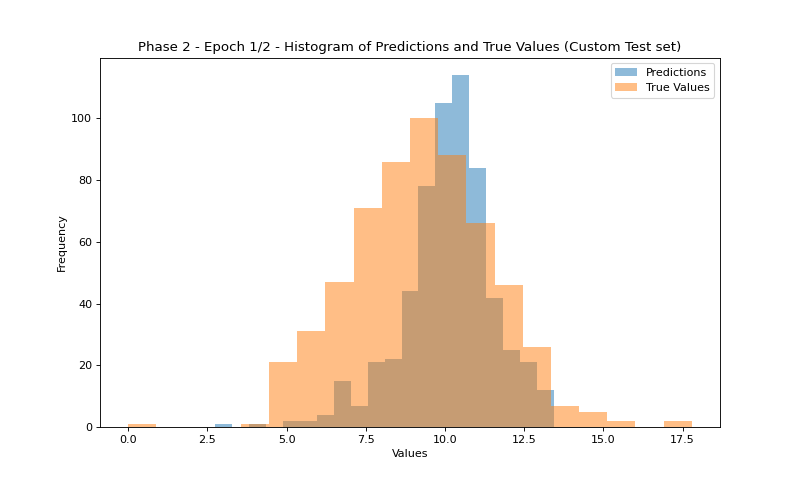 Phase 2 - Epoch 1/2 - Histogram of Predictions and True Values (Custom Test set)
Predictions
True Values
100
80
60
40
20
0
Frequency
0.0 2.5 5.0 7.5 10.0 12.5 15.0 17.5
Values